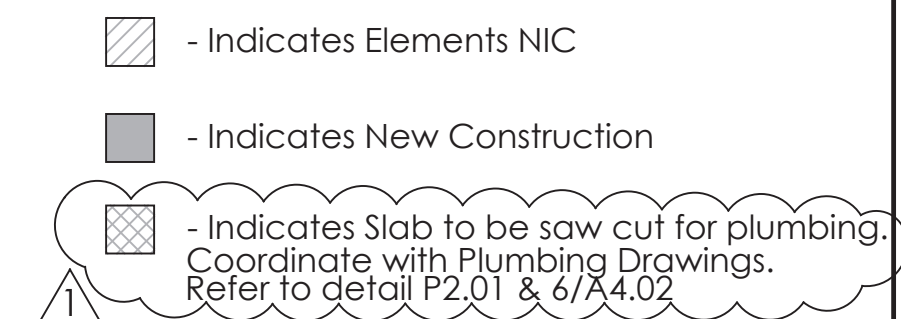 - Indicates Elements NIC
- Indicates New Construction
- Indicates Slab to be saw cut for plumbing.
Coordinate with Plumbing Drawings.
Refer to detail P2.01 & 6/A4.02
1